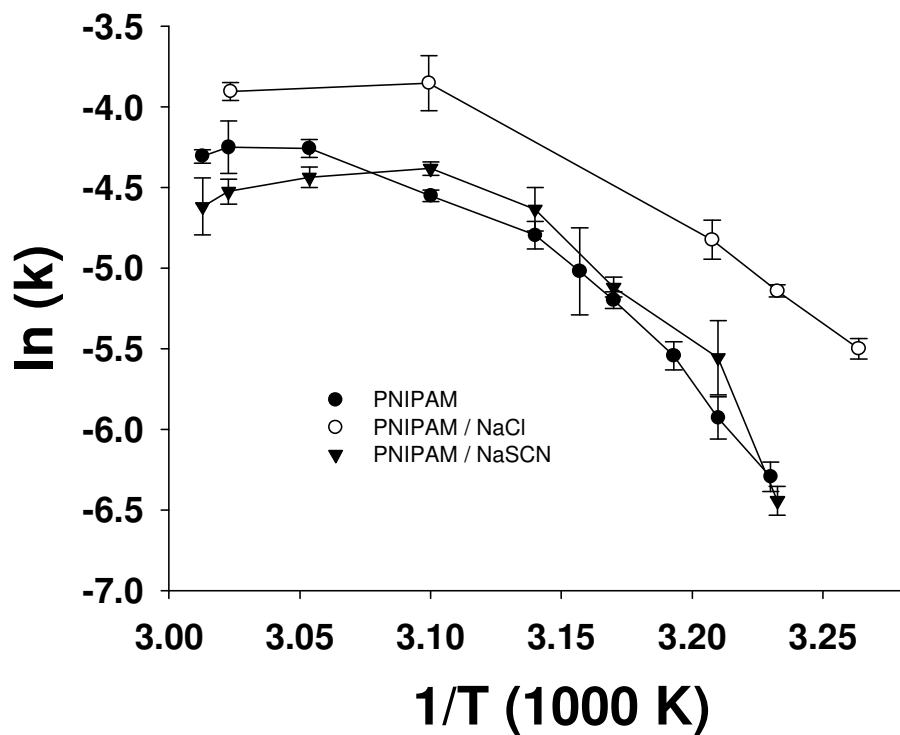 -3.5
-4.0
-4.5
-5.0
-5.5
-6.0
-6.5
-7.0
ln (k)
PNIPAM
PNIPAM / NaCl
PNIPAM / NaSCN
3.00 3.05 3.10 3.15 3.20 3.25
1/T (1000 K)